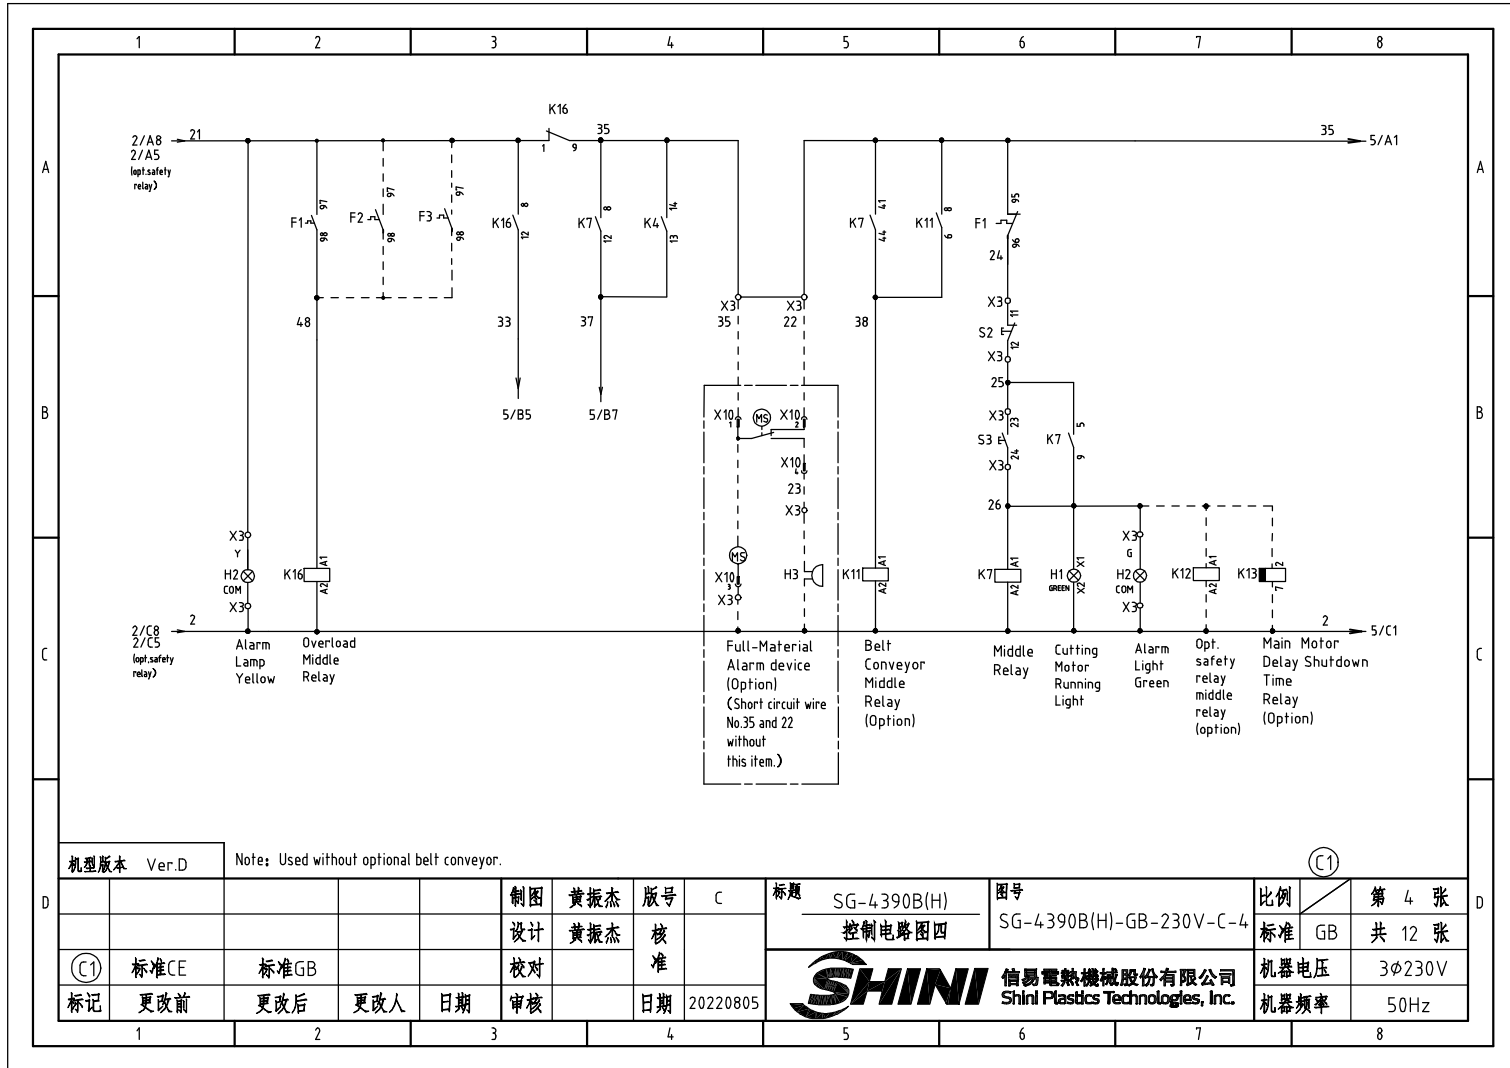 1 2 3 4 5 6 7 8
A
A
B
B
C
C
D
D
K16
1
9
35
2/A8
21
2/A5
(opt.safety
relay)
35
5/A1
F1
97
98
F2
97
98
F3
97
98
K16
8
12
K7
8
12
K4
14
13
K7
41
44
K11
8
6
F1
95
96
24
48
33
37
X3
35
X3
22
38
X3
11
S2
12
X3
25
5/B5
5/B7
X10
1
MS
X10
2
X3
23
S3
24
X3
K7
5
9
X10
4
23
X3
26
X3
Y
H2
COM
X3
K16
A1
A2
MS
X10
3
X3
H3
K11
A1
A2
K7
A1
A2
H1
GREEN
X1
X2
X3
G
H2
COM
X3
K12
A1
A2
K13
2
7
2/C8
2
2/C5
(opt.safety
relay)
2
5/C1
Alarm
Lamp
Yellow
Overload
Middle
Relay
Full-Material
Alarm device
(Option)
(Short circuit wire
No.35 and 22
without
this item.)
Belt
Conveyor
Middle
Relay
(Option)
Middle
Relay
Cutting
Motor
Running
Light
Alarm
Light
Green
Opt.
safety
relay
middle
relay
(option)
Main Motor
Delay Shutdown
Time
Relay
(Option)
机型版本 Ver.D
Note: Used without optional belt conveyor.
C1
制图 黄振杰 版号 C
设计 黄振杰 核准
C1 标准CE 标准GB 校对
标记 更改前 更改后 更改人 日期 审核 日期 20220805
标题 SG-4390B(H)
控制电路图四
图号
SG-4390B(H)-GB-230V-C-4
比例 第 4 张
标准 GB 共 12 张
机器电压 3Φ230V
机器频率 50Hz
SHINI
信易電熱機械股份有限公司
Shini Plastics Technologies, Inc.
1 2 3 4 5 6 7 8